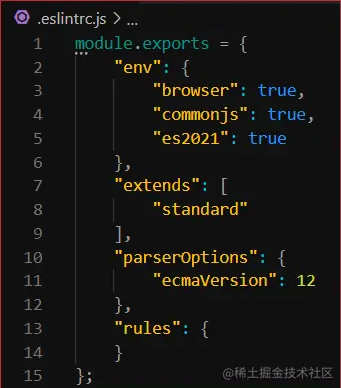 .eslintrc.js > ...
1 module.exports = {
2     "env": {
3         "browser": true,
4         "commonjs": true,
5         "es2021": true
6     },
7     "extends": [
8         "standard"
9     ],
10     "parserOptions": {
11         "ecmaVersion": 12
12     },
13     "rules": {
14     }
15 };
@稀土掘金技术社区